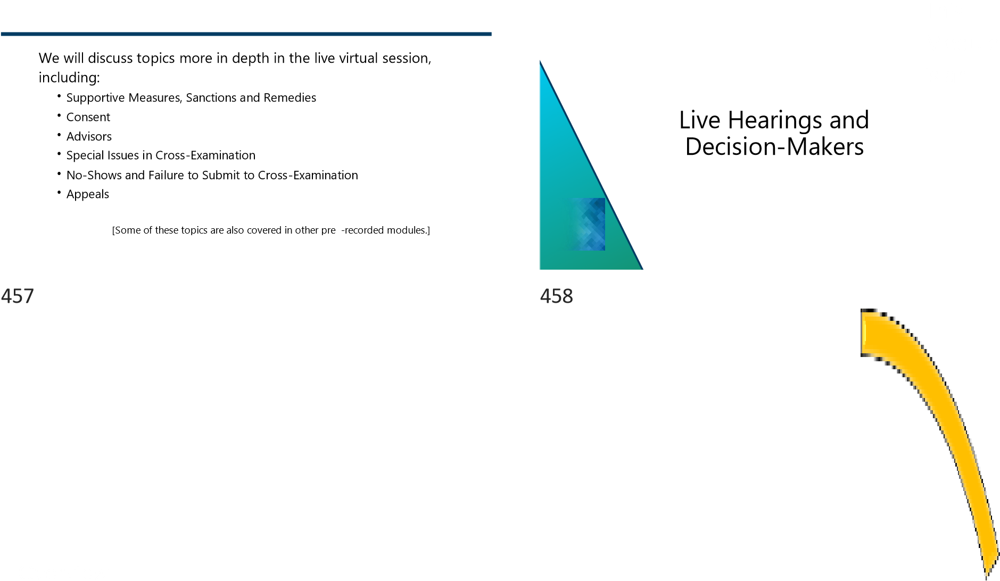 We will discuss topics more in depth in the live virtual session,
including:
• Supportive Measures, Sanctions and Remedies
• Consent
• Advisors
• Special Issues in Cross-Examination
• No-Shows and Failure to Submit to Cross-Examination
• Appeals
[Some of these topics are also covered in other pre -recorded modules.]
457
Live Hearings and
Decision-Makers
458